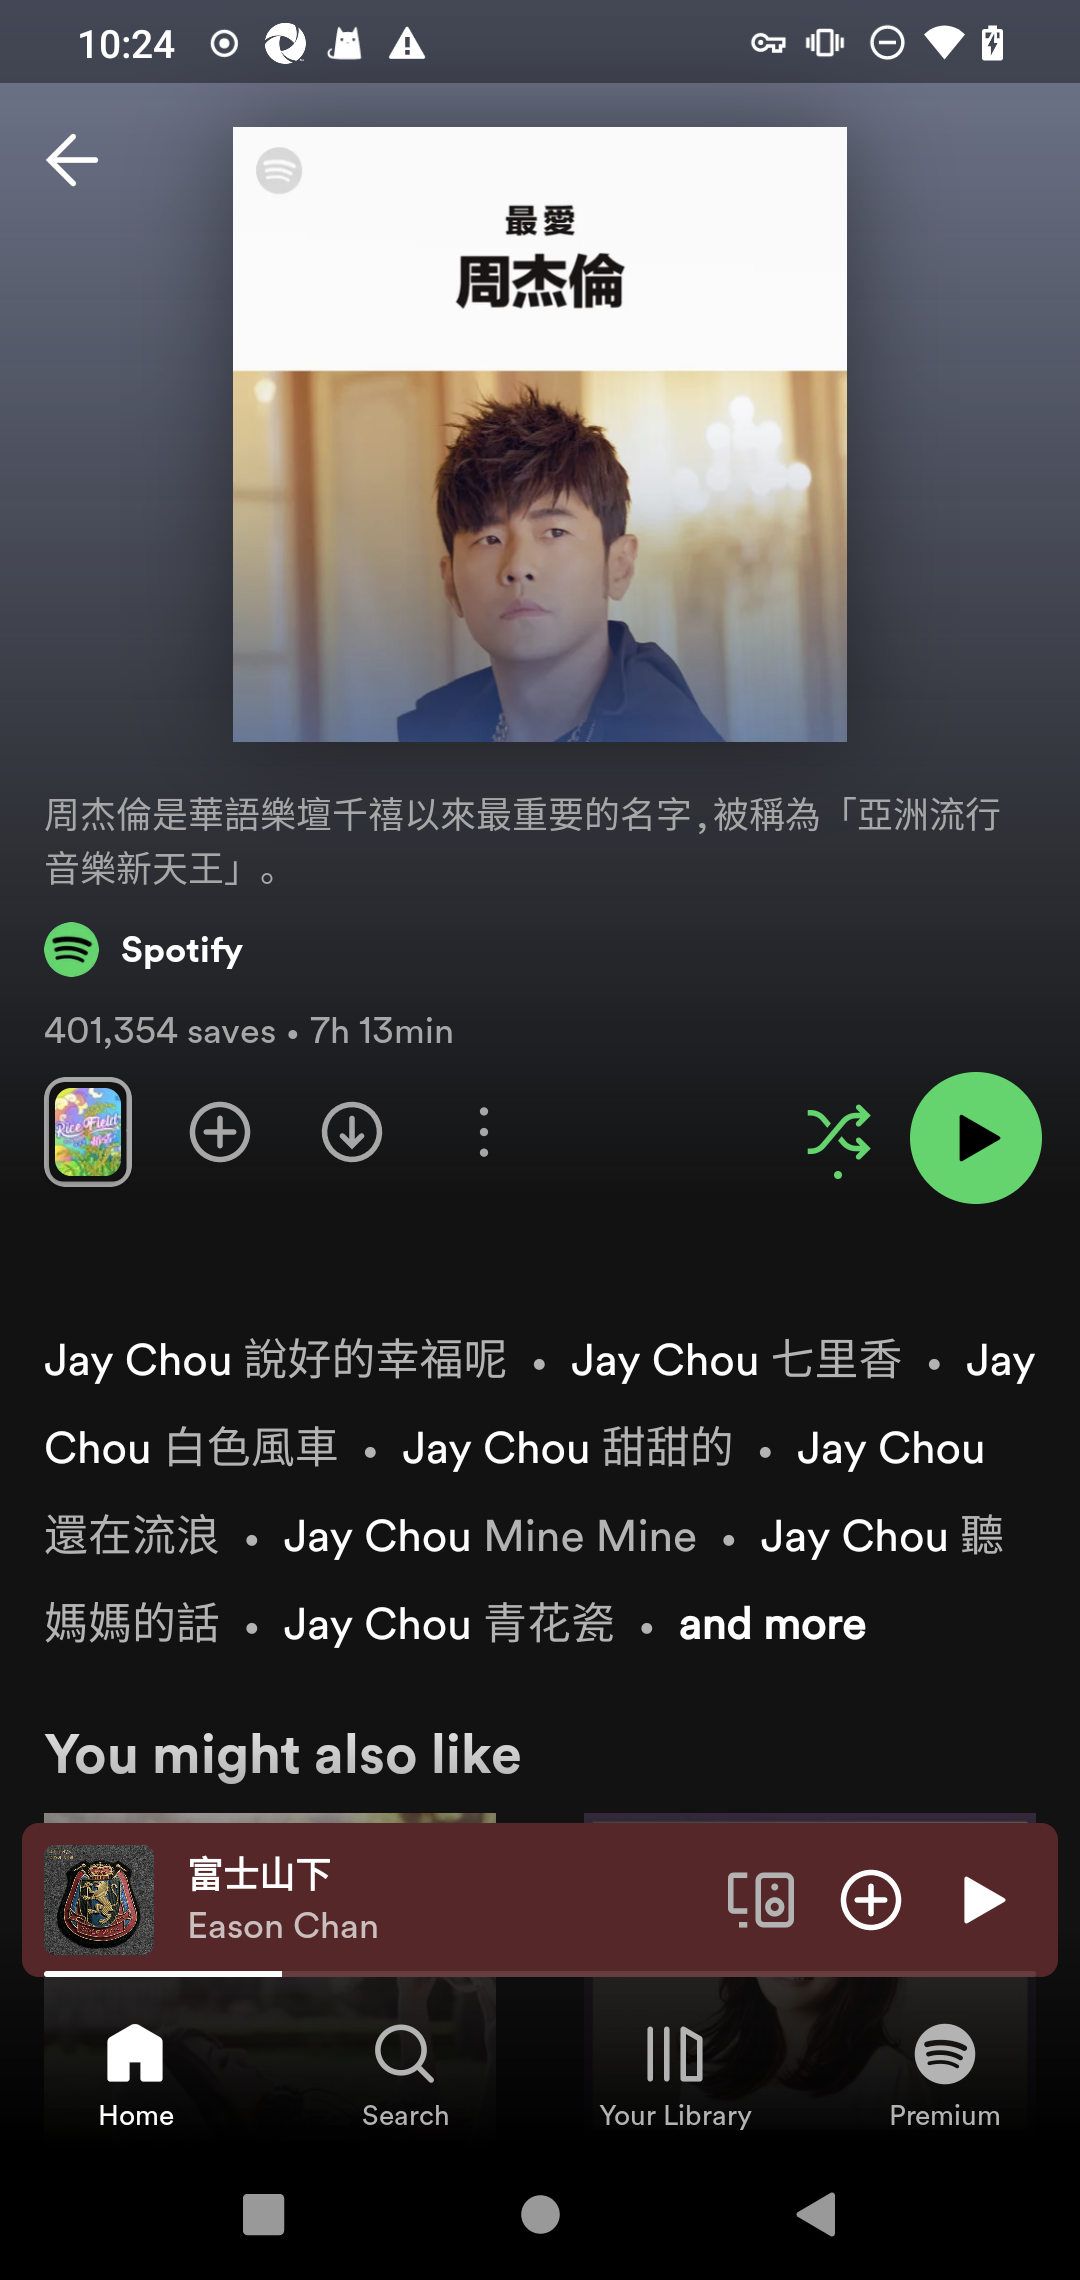 10:24
最愛
周杰倫
周杰倫是華語樂壇千禧以來最重要的名字,被稱為「亞洲流行
音樂新天王」。
Spotify
401,354 saves • 7h 13min
Rice Field
Jay Chou 說好的幸福呢 • Jay Chou 七里香 • Jay
Chou 白色風車 • Jay Chou 甜甜的 • Jay Chou
還在流浪 • Jay Chou Mine Mine • Jay Chou 聽
媽媽的話 • Jay Chou 青花瓷 • and more
You might also like
富士山下
Eason Chan
Home
Search
Your Library
Premium